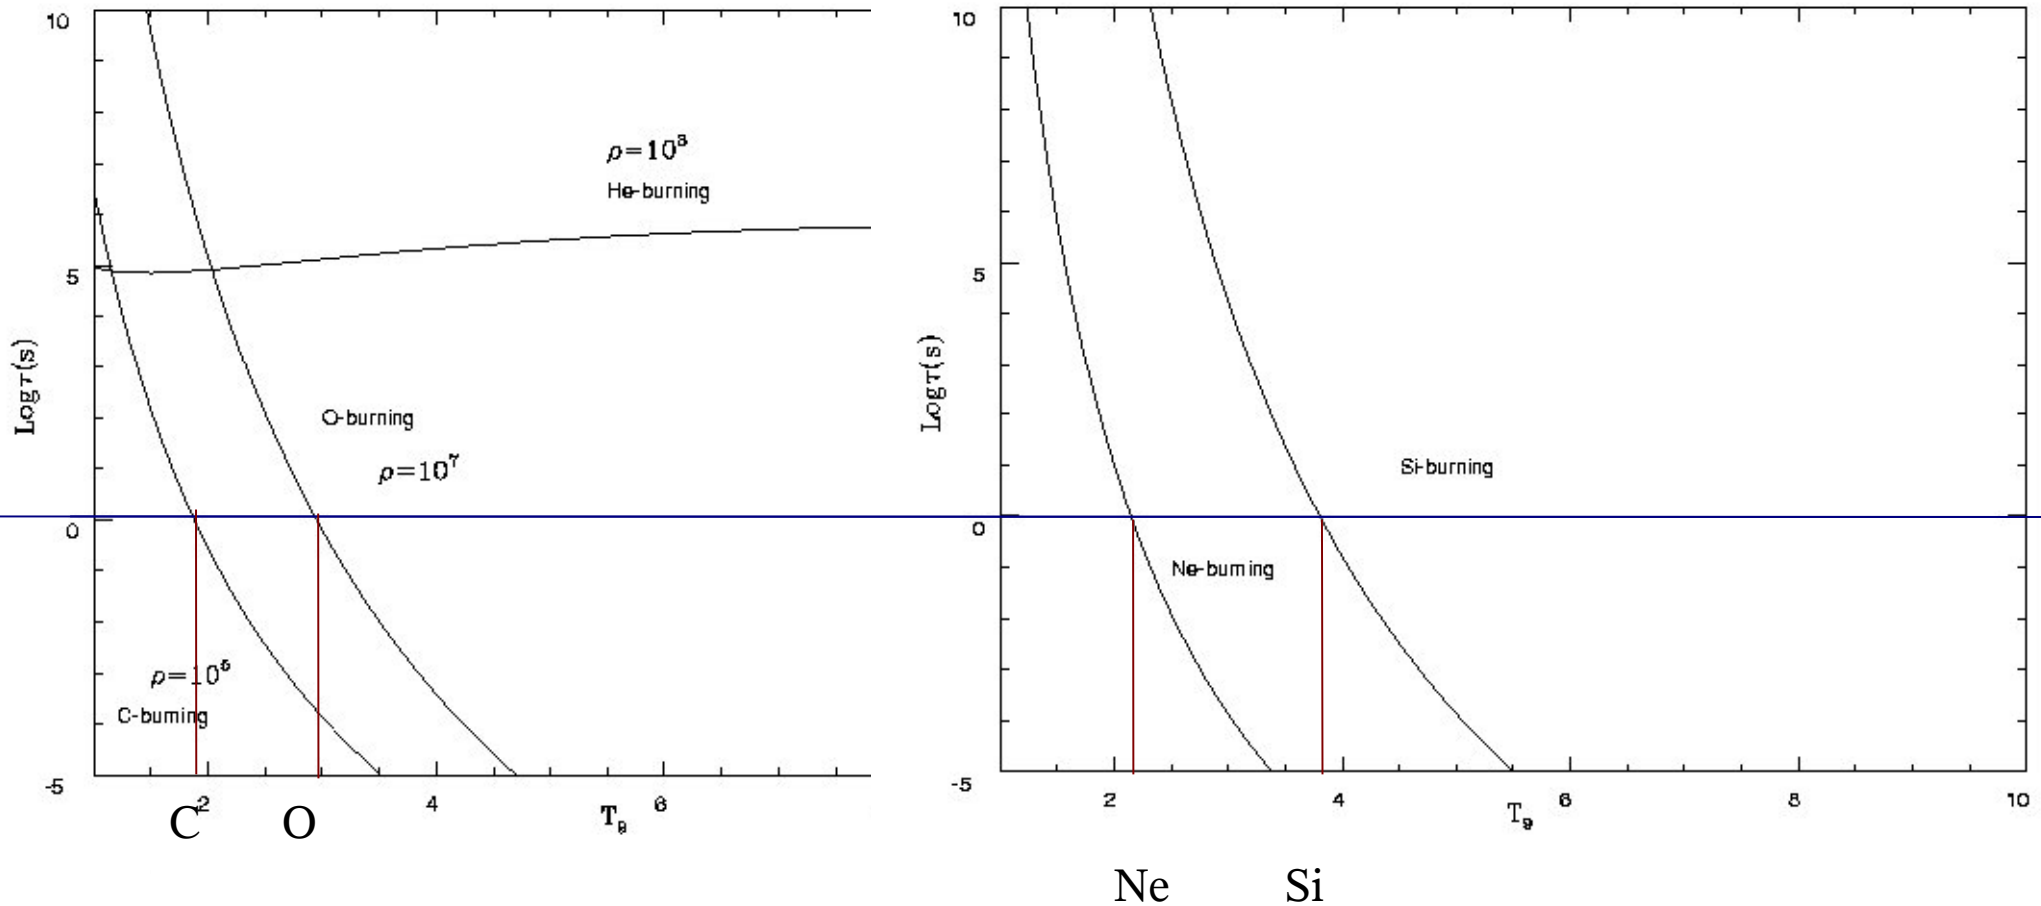 10
ρ=10³
He-burning
5
Logτ(s)
O-burning
ρ=10⁷
0
ρ=10⁵
C-burning
-5
2
4
6
T₉
C
O
10
5
Logτ(s)
Si-burning
0
Ne-burning
-5
2
4
6
8
10
T₉
Ne
Si